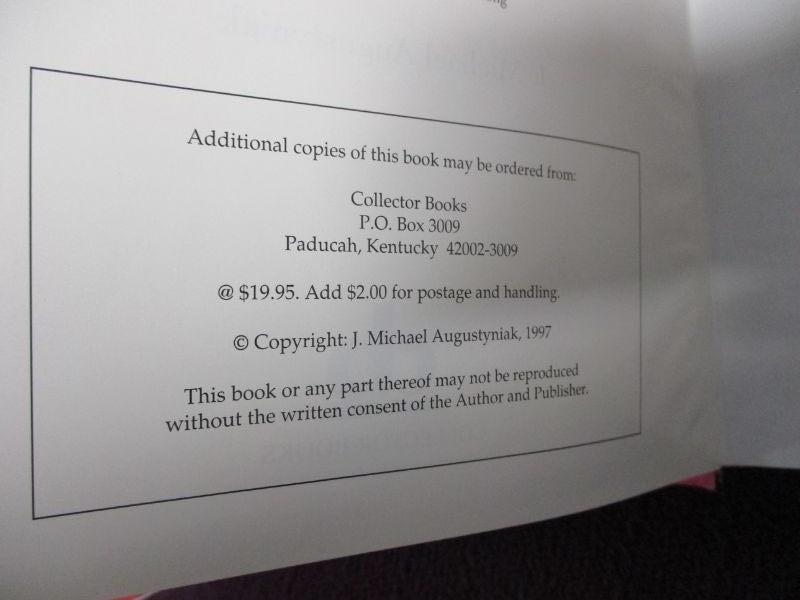 Additional copies of this book may be ordered from:
Collector Books
P.O. Box 3009
Paducah, Kentucky 42002-3009
@ $19.95. Add $2.00 for postage and handling.
© Copyright: J. Michael Augustyniak, 1997
This book or any part thereof may not be reproduced
without the written consent of the Author and Publisher.